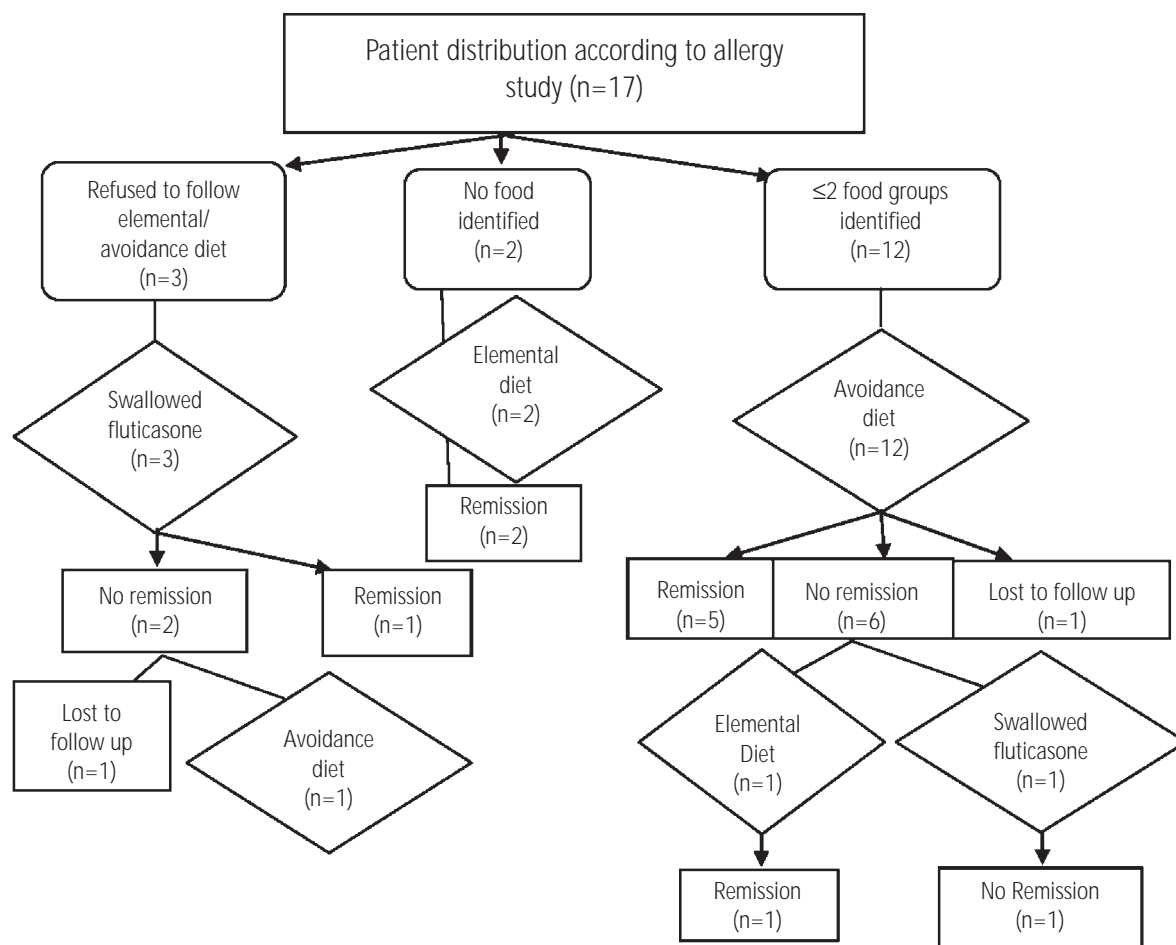 Patient distribution according to allergy
study (n=17)
Refused to follow
elemental/
avoidance diet
(n=3)
No food
identified
(n=2)
≤2 food groups
identified
(n=12)
Swallowed
fluticasone
(n=3)
Elemental
diet
(n=2)
Avoidance
diet
(n=12)
Remission
(n=2)
No remission
(n=2)
Remission
(n=1)
Remission
(n=5)
No remission
(n=6)
Lost to follow up
(n=1)
Lost to
follow up
(n=1)
Avoidance
diet
(n=1)
Elemental
Diet
(n=1)
Swallowed
fluticasone
(n=1)
Remission
(n=1)
No Remission
(n=1)